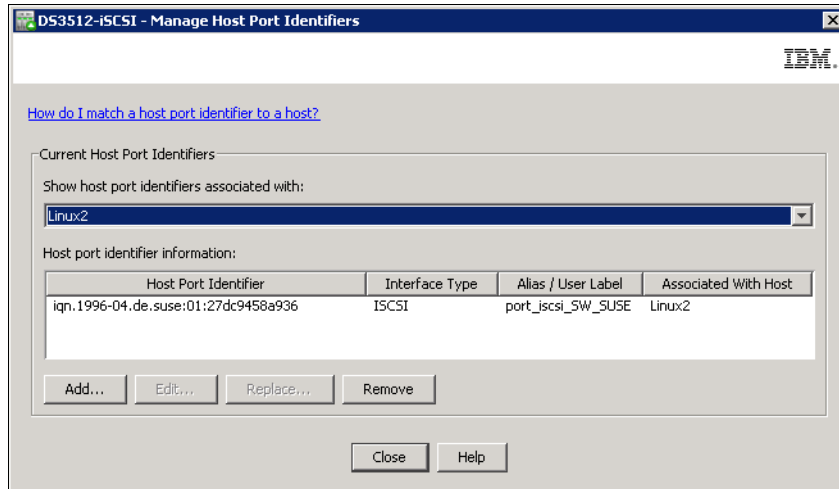 DS3512-iSCSI - Manage Host Port Identifiers
IBM.
How do I match a host port identifier to a host?
Current Host Port Identifiers
Show host port identifiers associated with:
Linux2
Host port identifier information:
Host Port Identifier Interface Type Alias / User Label Associated With Host
iqn.1996-04.de.suse:01:27dc9458a936 ISCSI port_iscsi_SW_SUSE Linux2
Add... Edit... Replace... Remove
Close Help